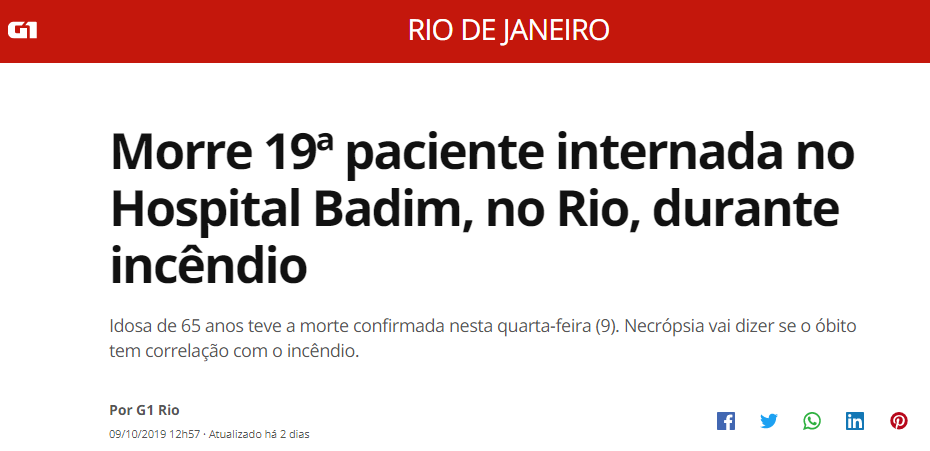 G1
RIO DE JANEIRO
Morre 19ª paciente internada no
Hospital Badim, no Rio, durante
incêndio
Idosa de 65 anos teve a morte confirmada nesta quarta-feira (9). Necrópsia vai dizer se o óbito
tem correlação com o incêndio.
Por G1 Rio
09/10/2019 12h57 · Atualizado há 2 dias